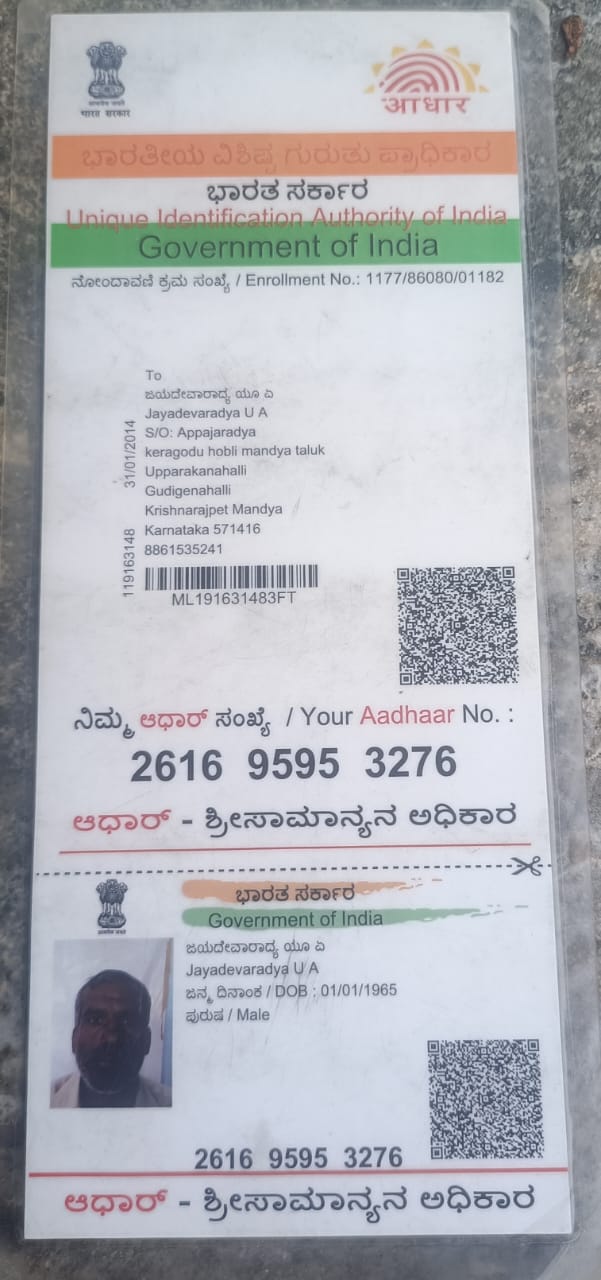 भारत सरकार
आधार
ಭಾರತೀಯ ವಿಶಿಷ್ಟ ಗುರುತು ಪ್ರಾಧಿಕಾರ
ಭಾರತ ಸರ್ಕಾರ
Unique Identification Authority of India
Government of India
ನೋಂದಾವಣಿ ಕ್ರಮ ಸಂಖ್ಯೆ / Enrollment No.: 1177/86080/01182
To
ಜಯದೇವಾರಾದ್ಯ ಯೂ ಏ
Jayadevaradya U A
S/O: Appajaradya
keragodu hobli mandya taluk
Upparakanahalli
Gudigenahalli
Krishnarajpet Mandya
Karnataka 571416
8861535241
31/01/2014
119163148
ML191631483FT
ನಿಮ್ಮ ಆಧಾರ್ ಸಂಖ್ಯೆ / Your Aadhaar No. :
2616 9595 3276
ಆಧಾರ್ - ಶ್ರೀಸಾಮಾನ್ಯನ ಅಧಿಕಾರ
ಭಾರತ ಸರ್ಕಾರ
Government of India
ಜಯದೇವಾರಾದ್ಯ ಯೂ ಏ
Jayadevaradya U A
ಜನ್ಮ ದಿನಾಂಕ / DOB : 01/01/1965
ಪುರುಷ / Male
2616 9595 3276
ಆಧಾರ್ - ಶ್ರೀಸಾಮಾನ್ಯನ ಅಧಿಕಾರ